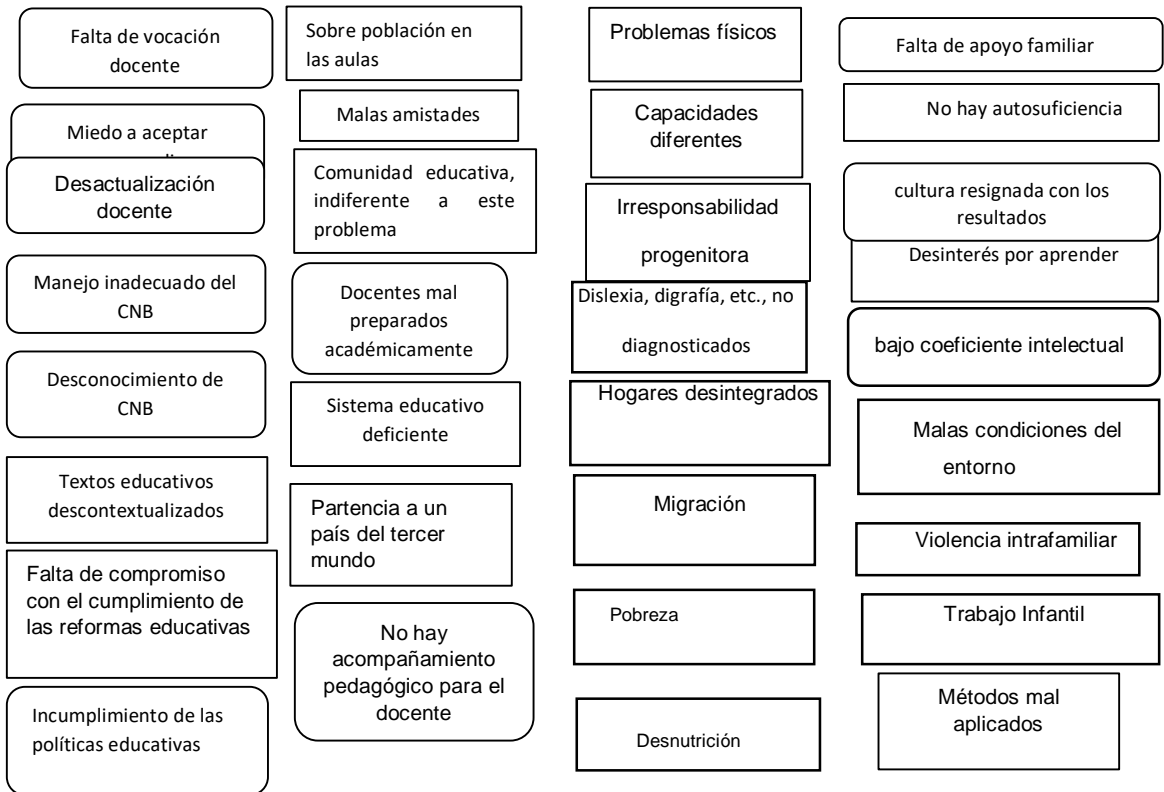 Falta de vocación
docente
Miedo a aceptar
Desactualización
docente
Manejo inadecuado del
CNB
Desconocimiento de
CNB
Textos educativos
descontextualizados
Falta de compromiso
con el cumplimiento de
las reformas educativas
Incumplimiento de las
políticas educativas
Sobre población en
las aulas
Malas amistades
Comunidad educativa,
indiferente a este
problema
Docentes mal
preparados
académicamente
Sistema educativo
deficiente
Partencia a un
país del tercer
mundo
No hay
acompañamiento
pedagógico para el
docente
Problemas físicos
Capacidades
diferentes
Irresponsabilidad
progenitora
Dislexia, digrafía, etc., no
diagnosticados
Hogares desintegrados
Migración
Pobreza
Desnutrición
Falta de apoyo familiar
No hay autosuficiencia
cultura resignada con los
resultados
Desinterés por aprender
bajo coeficiente intelectual
Malas condiciones del
entorno
Violencia intrafamiliar
Trabajo Infantil
Métodos mal
aplicados